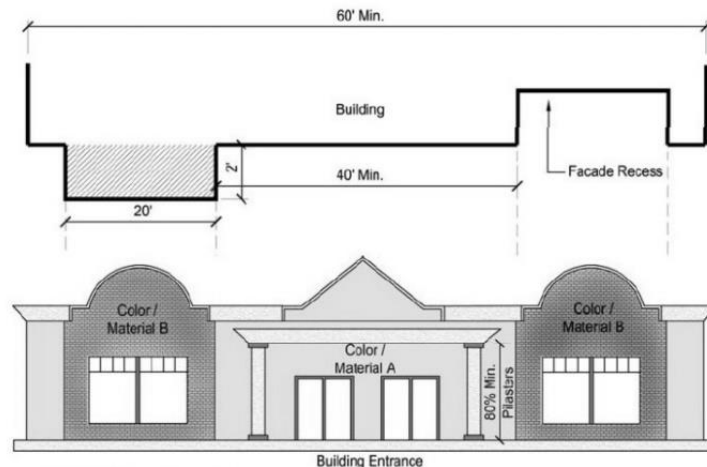 60' Min.
Building
Facade Recess
2'
40' Min.
20'
Color /
Material B
Color /
Material A
80% Min.
Pilasters
Color /
Material B
Building Entrance